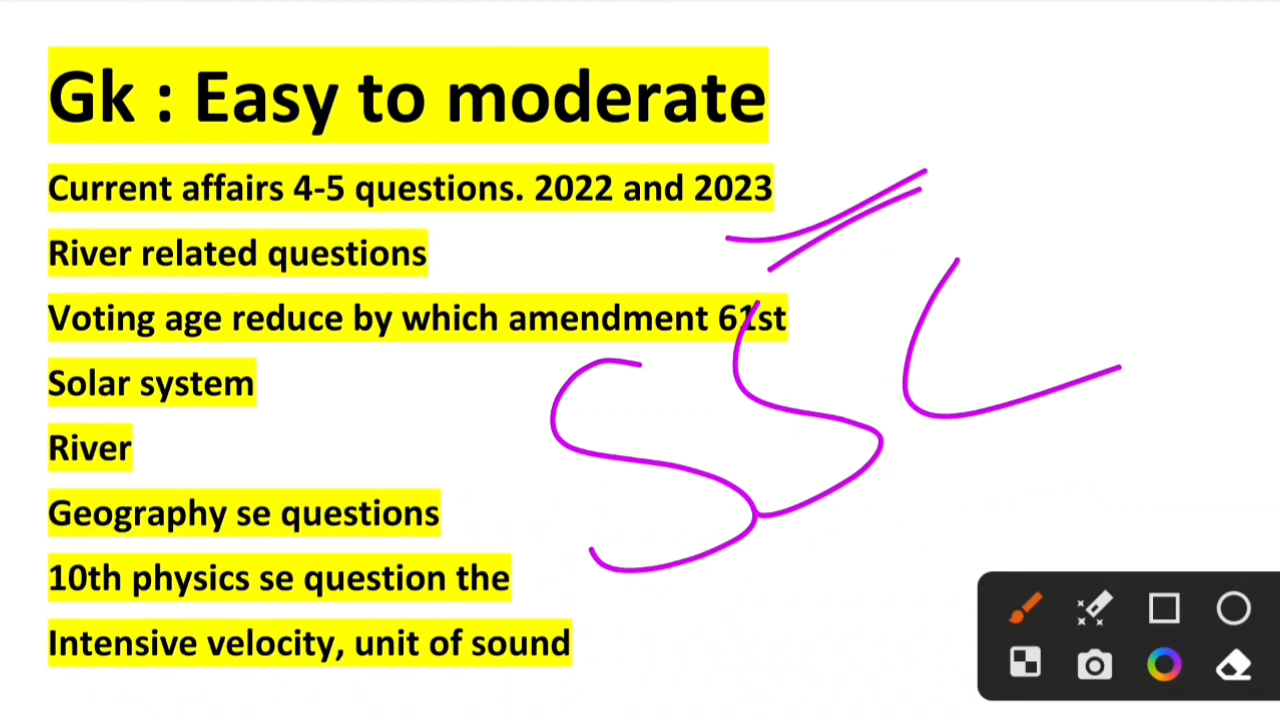 Gk : Easy to moderate
Current affairs 4-5 questions. 2022 and 2023
River related questions
Voting age reduce by which amendment 61st
Solar system
River
Geography se questions
10th physics se question the
Intensive velocity, unit of sound
SSC